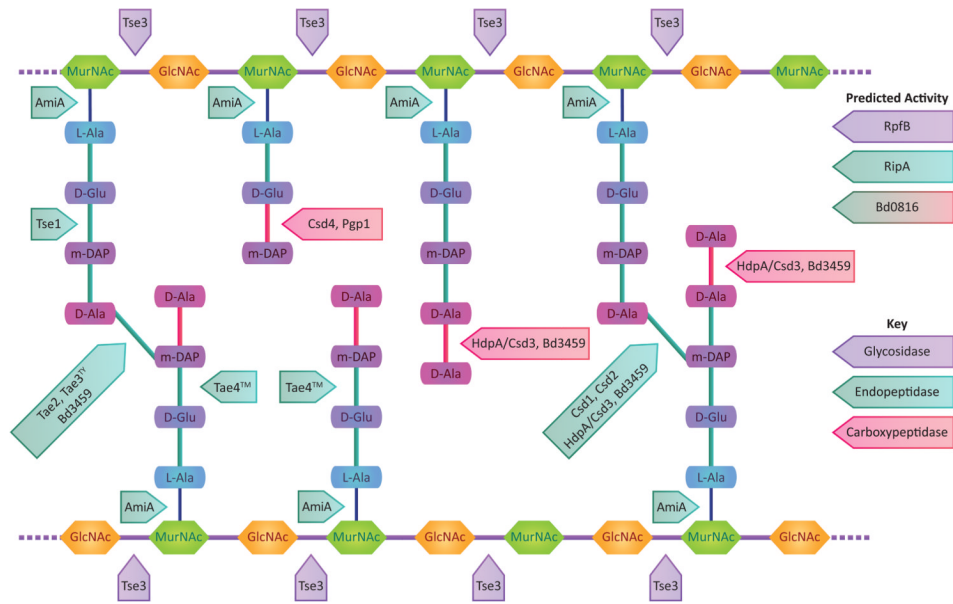 Tse3 Tse3 Tse3 Tse3
MurNAc GlcNAc MurNAc GlcNAc MurNAc GlcNAc MurNAc GlcNAc MurNAc
AmiA AmiA AmiA AmiA
Predicted Activity
RpfB
L-Ala L-Ala L-Ala L-Ala
RipA
D-Glu D-Glu D-Glu D-Glu
Bd0816
Tse1 Csd4, Pgp1
D-Ala
m-DAP m-DAP m-DAP m-DAP
HdpA/Csd3, Bd3459
D-Ala D-Ala D-Ala
D-Ala D-Ala D-Ala
Key
HdpA/Csd3, Bd3459
Glycosidase
m-DAP m-DAP m-DAP
D-Ala
Tae2, Tae3ᵀʸ
Bd3459
Tae4™ Tae4™
Csd1, Csd2
HdpA/Csd3, Bd3459
Endopeptidase
D-Glu D-Glu D-Glu
Carboxypeptidase
L-Ala L-Ala L-Ala
AmiA AmiA AmiA
GlcNAc MurNAc GlcNAc MurNAc GlcNAc MurNAc GlcNAc MurNAc GlcNAc
Tse3 Tse3 Tse3 Tse3